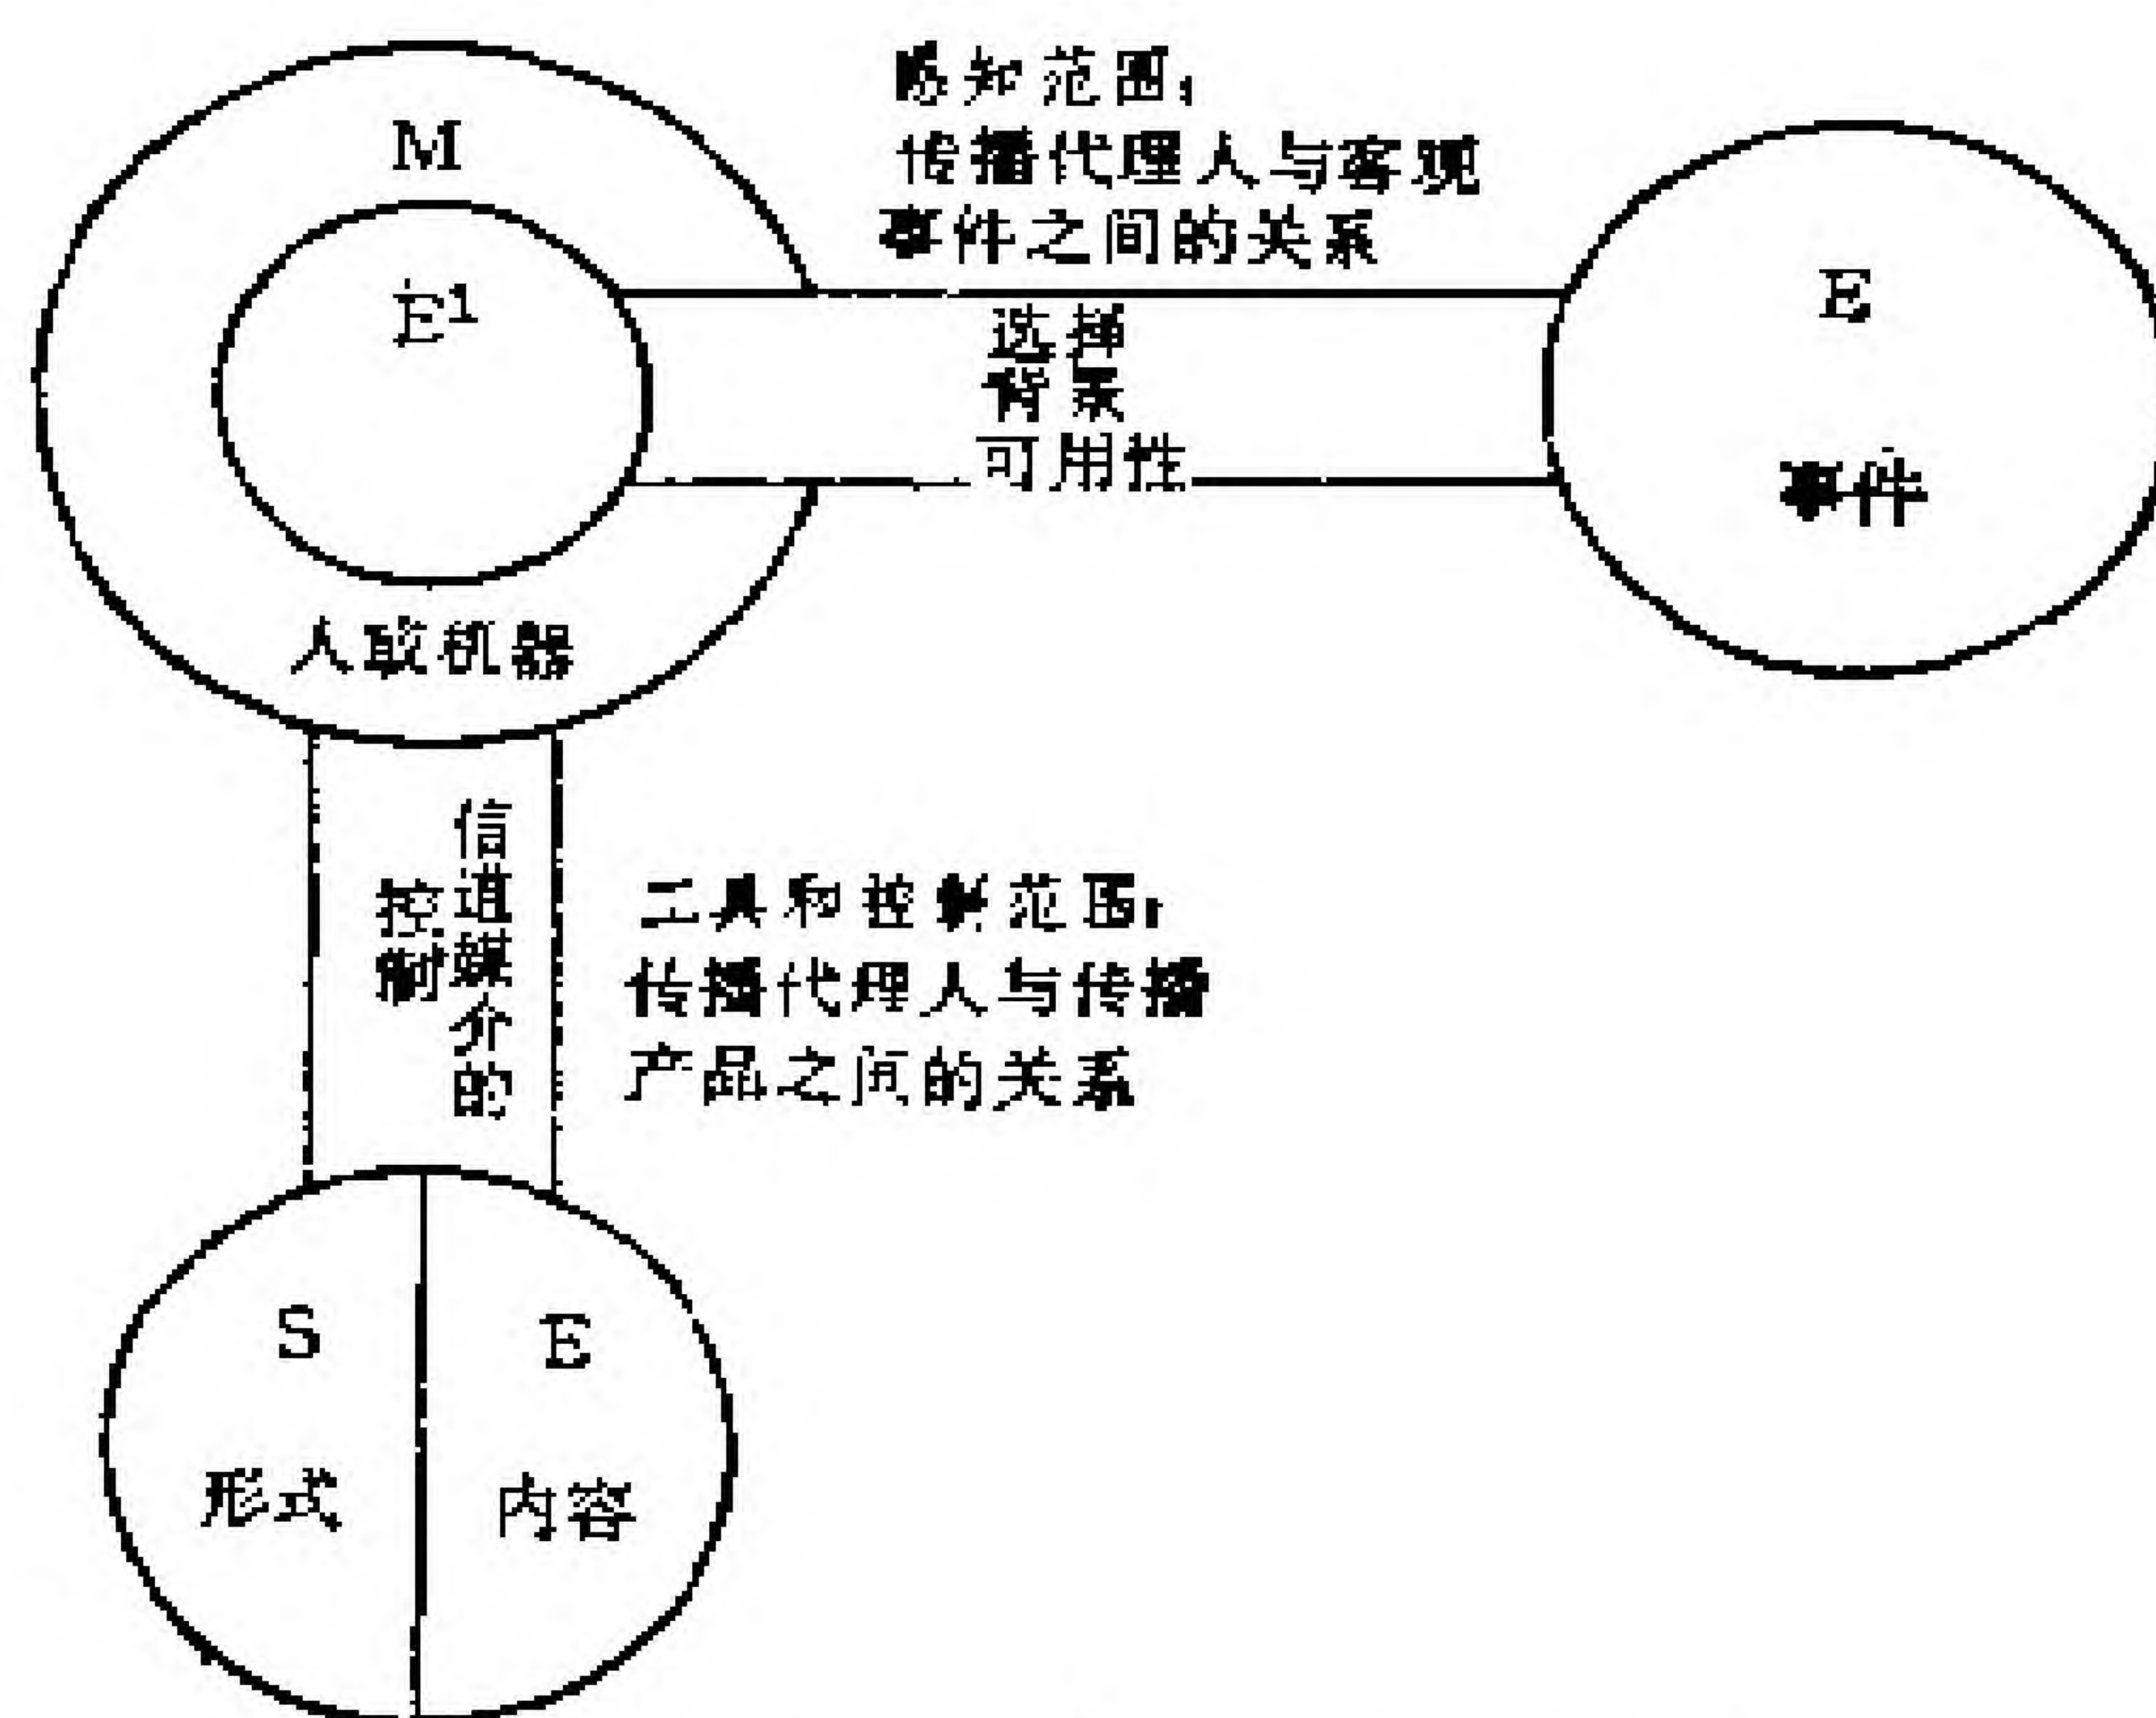 M
E¹
人或机器
感知范围：
传播代理人与客观
事件之间的关系
选择
背景
可用性
E
事件
信道媒介的
控制
工具和控制范围：
传播代理人与传播
产品之间的关系
S
形式
E
内容